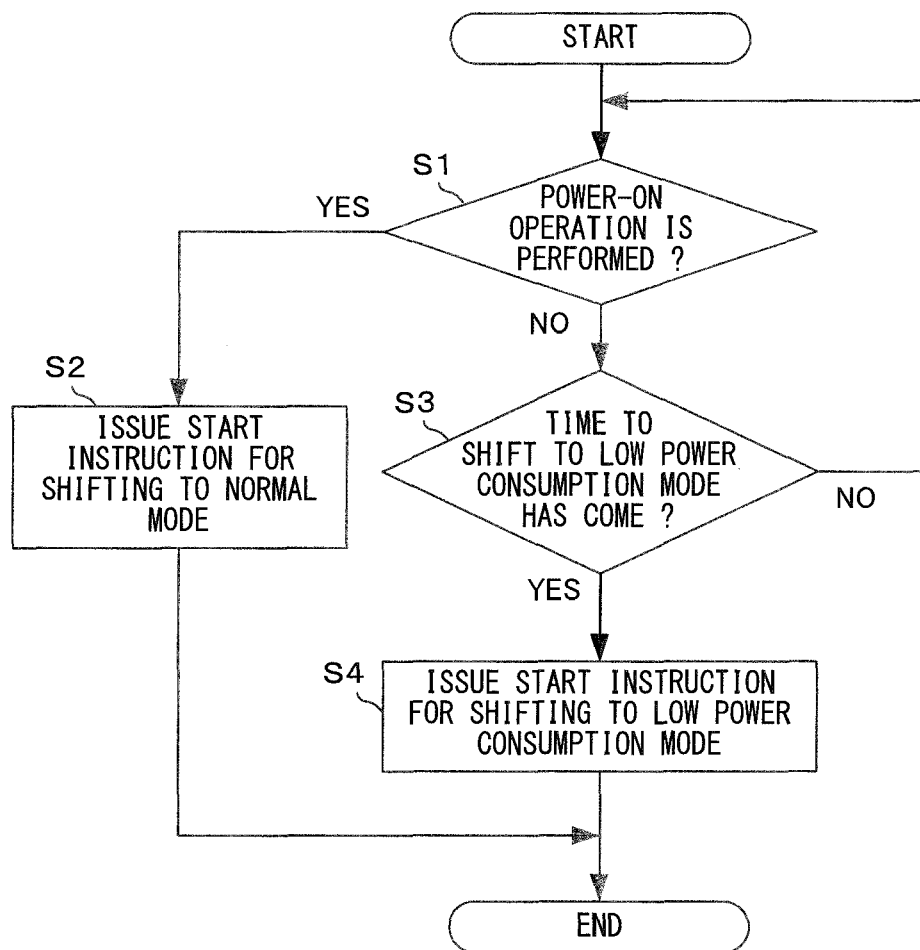 START
S1
POWER-ON
OPERATION IS
PERFORMED ?
YES
NO
S2
ISSUE START
INSTRUCTION FOR
SHIFTING TO NORMAL
MODE
S3
TIME TO
SHIFT TO LOW POWER
CONSUMPTION MODE
HAS COME ?
NO
YES
S4
ISSUE START INSTRUCTION
FOR SHIFTING TO LOW POWER
CONSUMPTION MODE
END